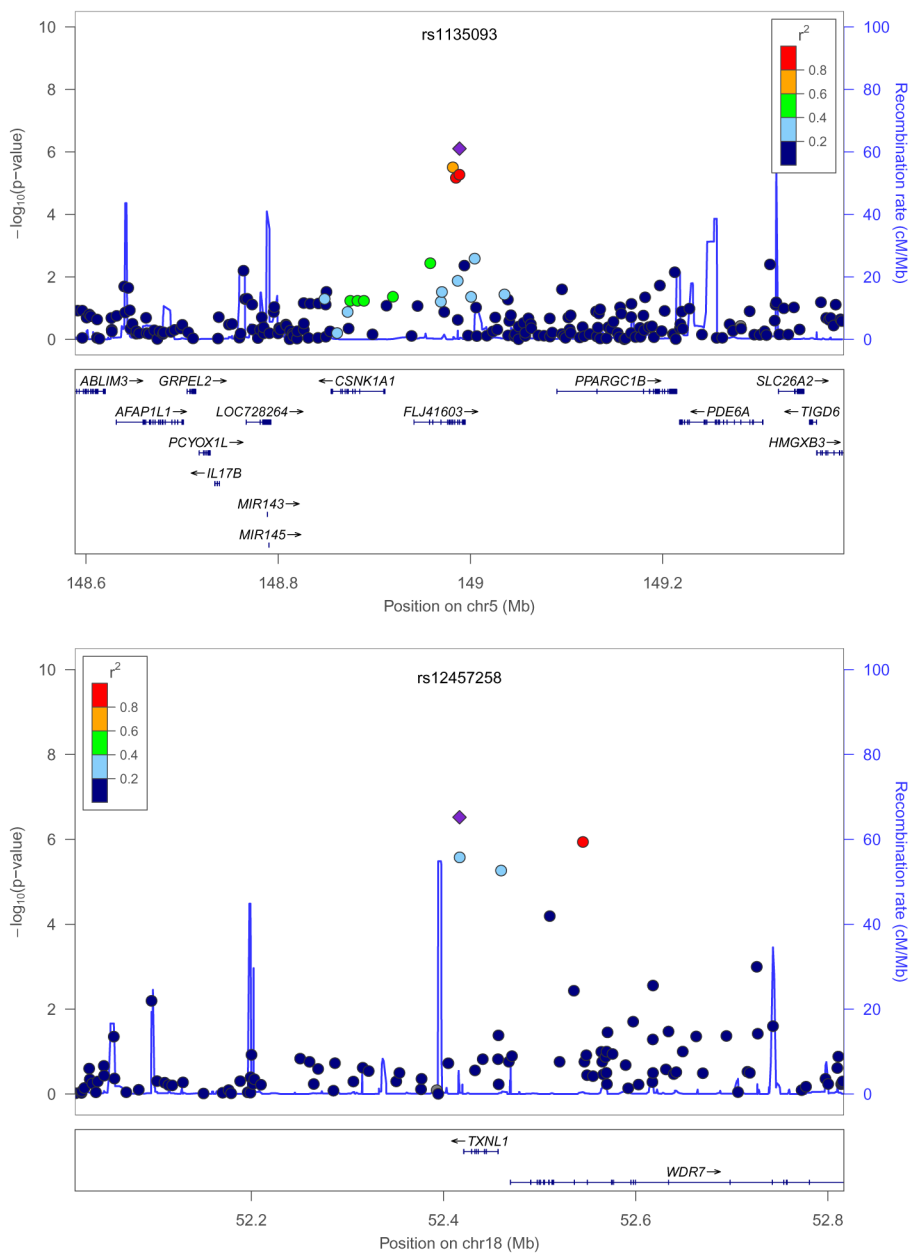 rs1135093
r2
0.8
0.6
0.4
0.2
10
8
6
4
2
0
−log10(p−value)
100
80
60
40
20
0
Recombination rate (cM/Mb)
ABLIM3→ GRPEL2→ ←CSNK1A1 PPARGC1B→ SLC26A2→
AFAP1L1→ LOC728264→ FLJ41603→ ←PDE6A ←TIGD6
PCYOX1L→ HMGXB3→
←IL17B
MIR143→
MIR145→
148.6 148.8 149 149.2
Position on chr5 (Mb)
rs12457258
r2
0.8
0.6
0.4
0.2
10
8
6
4
2
0
−log10(p−value)
100
80
60
40
20
0
Recombination rate (cM/Mb)
←TXNL1
WDR7→
52.2 52.4 52.6 52.8
Position on chr18 (Mb)